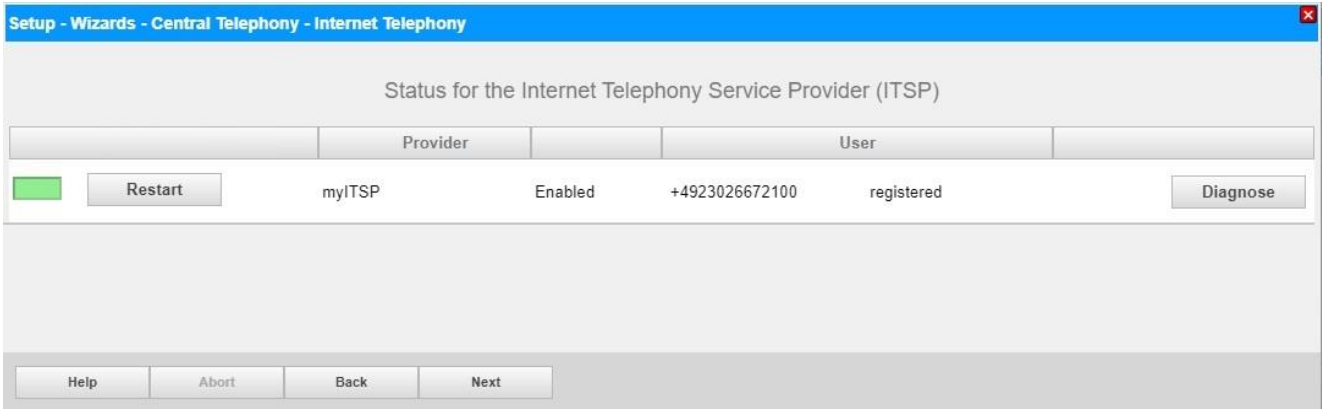 Setup - Wizards - Central Telephony - Internet Telephony
Status for the Internet Telephony Service Provider (ITSP)
Provider User
Restart myITSP Enabled +4923026672100 registered Diagnose
Help Abort Back Next